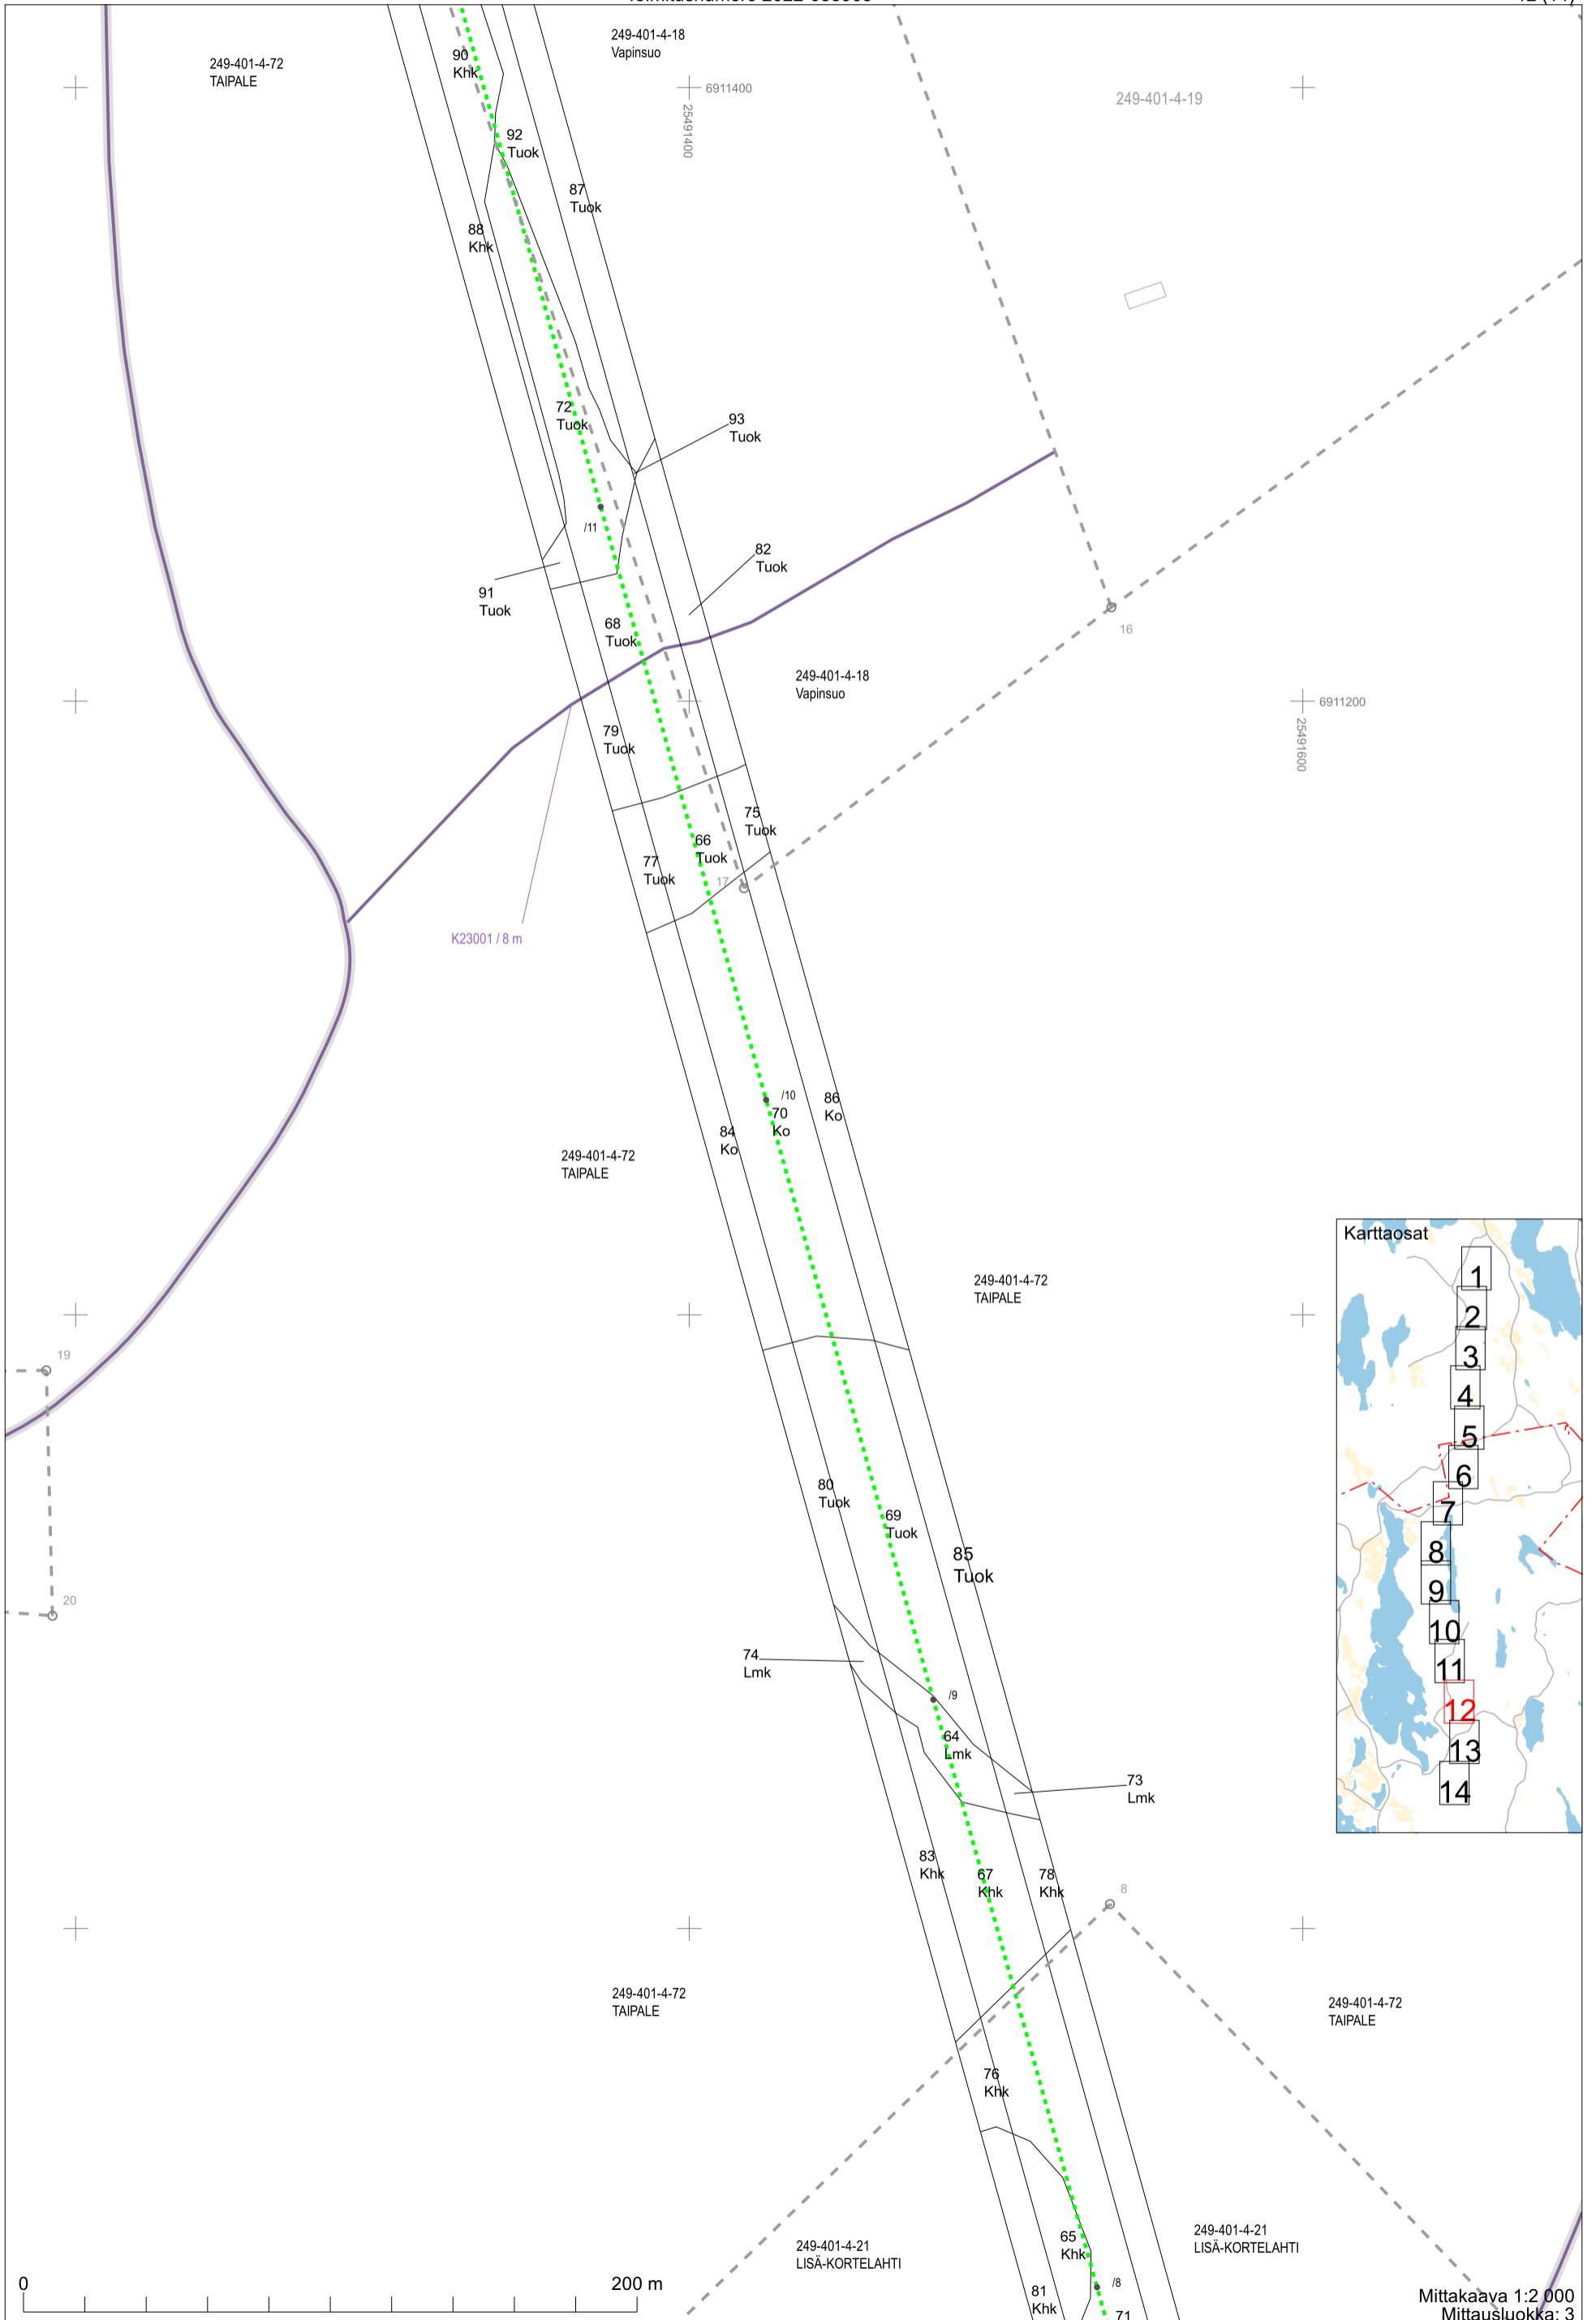 249-401-4-72
TAIPALE
90
Khk
249-401-4-18
Vapinsuo
6911400
25491400
249-401-4-19
92
Tuok
87
Tuok
88
Khk
72
Tuok
93
Tuok
/11
82
Tuok
91
Tuok
68
Tuok
16
249-401-4-18
Vapinsuo
6911200
25491600
79
Tuok
75
Tuok
66
Tuok
77
Tuok
17
K23001 / 8 m
/10
70
Ko
86
Ko
84
Ko
249-401-4-72
TAIPALE
249-401-4-72
TAIPALE
Karttaosat
1
2
3
4
5
6
7
8
9
10
11
12
13
14
19
80
Tuok
69
Tuok
85
Tuok
20
74
Lmk
/9
64
Lmk
73
Lmk
83
Khk
67
Khk
78
Khk
8
249-401-4-72
TAIPALE
249-401-4-72
TAIPALE
76
Khk
65
Khk
249-401-4-21
LISÄ-KORTELAHTI
249-401-4-21
LISÄ-KORTELAHTI
/8
81
Khk
71
0
200 m
Mittakaava 1:2 000
Mittausluokka: 3